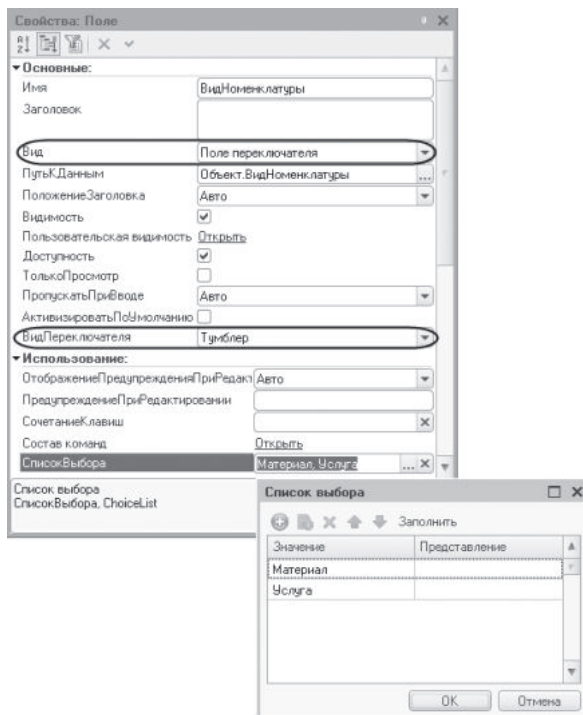 Свойства: Поле
Основные:
Имя ВидНоменклатуры
Заголовок
Вид Поле переключателя
ПутьКДанным Объект.ВидНоменклатуры ...
ПоложениеЗаголовка Авто
Видимость
Пользовательская видимость Открыть
Доступность
ТолькоПросмотр
ПропускатьПриВводе Авто
АктивизироватьПоУмолчанию
ВидПереключателя Тумблер
Использование:
ОтображениеПредупрежденияПриРедакт Авто
ПредупреждениеПриРедактировании
СочетаниеКлавиш
Состав команд Открыть
СписокВыбора Материал, Услуга ...
Список выбора
СписокВыбора, ChoiceList
Список выбора
Заполнить
Значение Представление
Материал
Услуга
OK Отмена